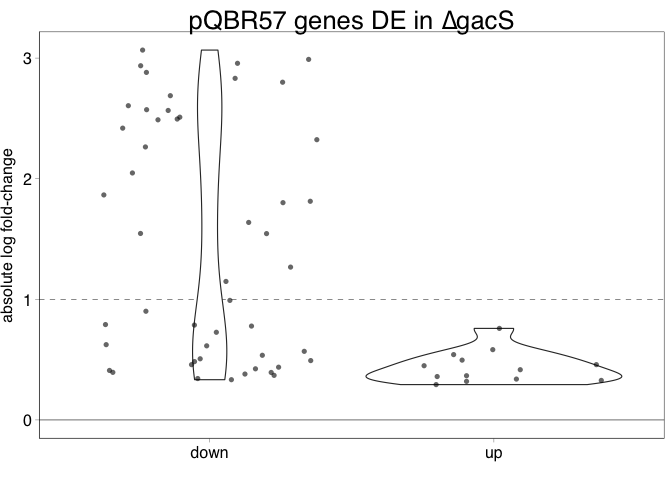 pQBR57 genes DE in ΔgacS
absolute log fold-change
3
2
1
0
down
up